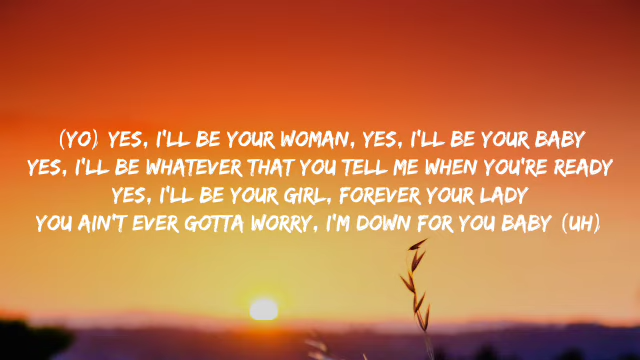 (YO) YES, I'LL BE YOUR WOMAN, YES, I'LL BE YOUR BABY
YES, I'LL BE WHATEVER THAT YOU TELL ME WHEN YOU'RE READY
YES, I'LL BE YOUR GIRL, FOREVER YOUR LADY
YOU AIN'T EVER GOTTA WORRY, I'M DOWN FOR YOU BABY (UH)